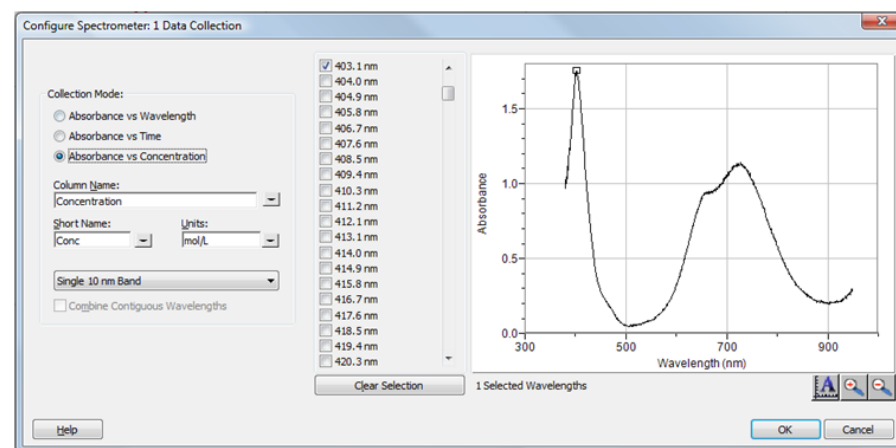 Configure Spectrometer: 1 Data Collection
Collection Mode:
Absorbance vs Wavelength
Absorbance vs Time
Absorbance vs Concentration
Column Name:
Concentration
Short Name:
Units:
Conc
mol/L
Single 10 nm Band
Combine Contiguous Wavelengths
403.1 nm
404.0 nm
404.9 nm
405.8 nm
406.7 nm
407.6 nm
408.5 nm
409.4 nm
410.3 nm
411.2 nm
412.1 nm
413.1 nm
414.0 nm
414.9 nm
415.8 nm
416.7 nm
417.6 nm
418.5 nm
419.4 nm
420.3 nm
Clear Selection
Absorbance
1.5
1.0
0.5
0.0
300
500
700
900
Wavelength (nm)
1 Selected Wavelengths
A
Help
OK
Cancel